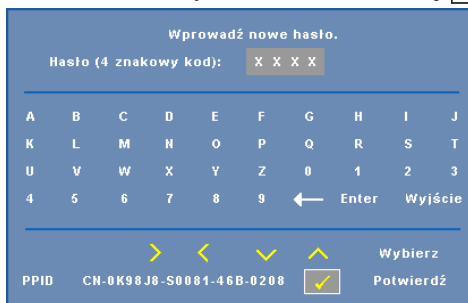 Wprowadź nowe hasło.
Hasło (4 znakowy kod): X X X X
A B C D E F G H I J
K L M N O P Q R S T
U V W X Y Z 0 1 2 3
4 5 6 7 8 9 ← Enter Wyjście
Wybierz
PPID CN-0K98J8-S0081-46B-0208 ✓ Potwierdź